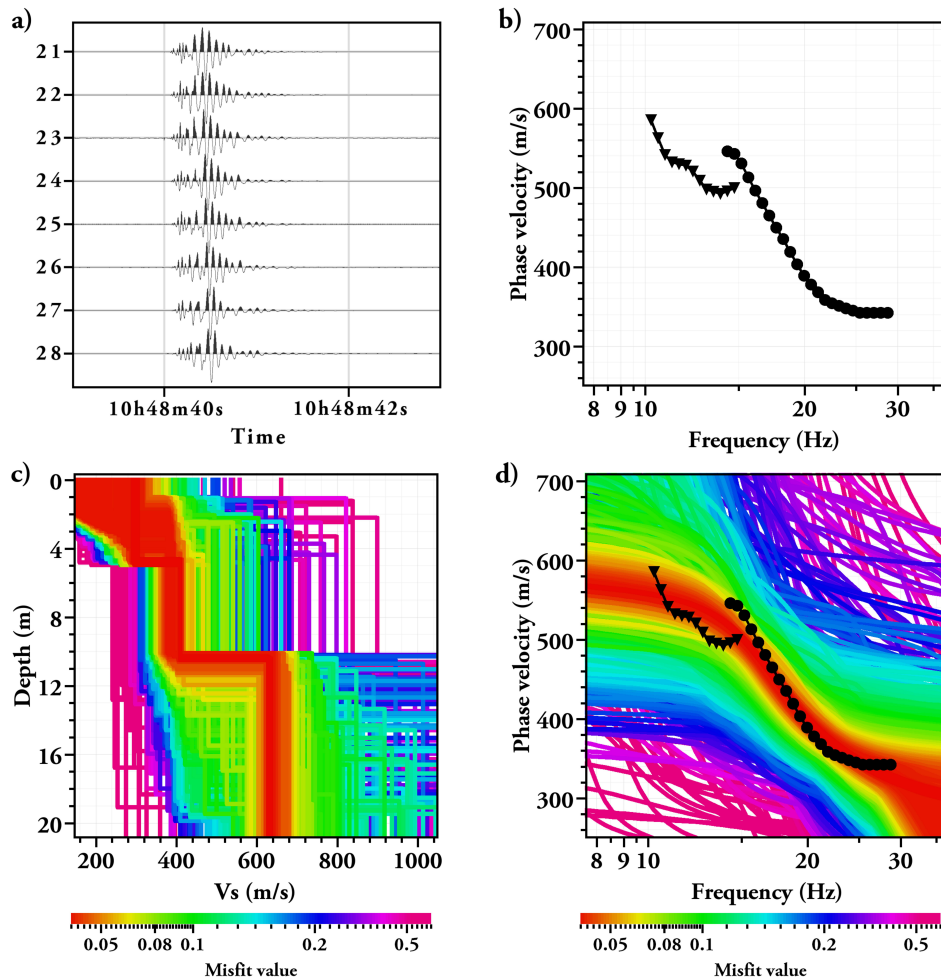 a)
21
22
23
24
25
26
27
28
10h48m40s 10h48m42s
Time
b)
700
600
500
400
300
Phase velocity (m/s)
8 9 10 20 30
Frequency (Hz)
c)
0
4
8
12
16
20
Depth (m)
200 400 600 800 1000
Vs (m/s)
0.05 0.08 0.1 0.2 0.5
Misfit value
d)
700
600
500
400
300
Phase velocity (m/s)
8 9 10 20 30
Frequency (Hz)
0.05 0.08 0.1 0.2 0.5
Misfit value